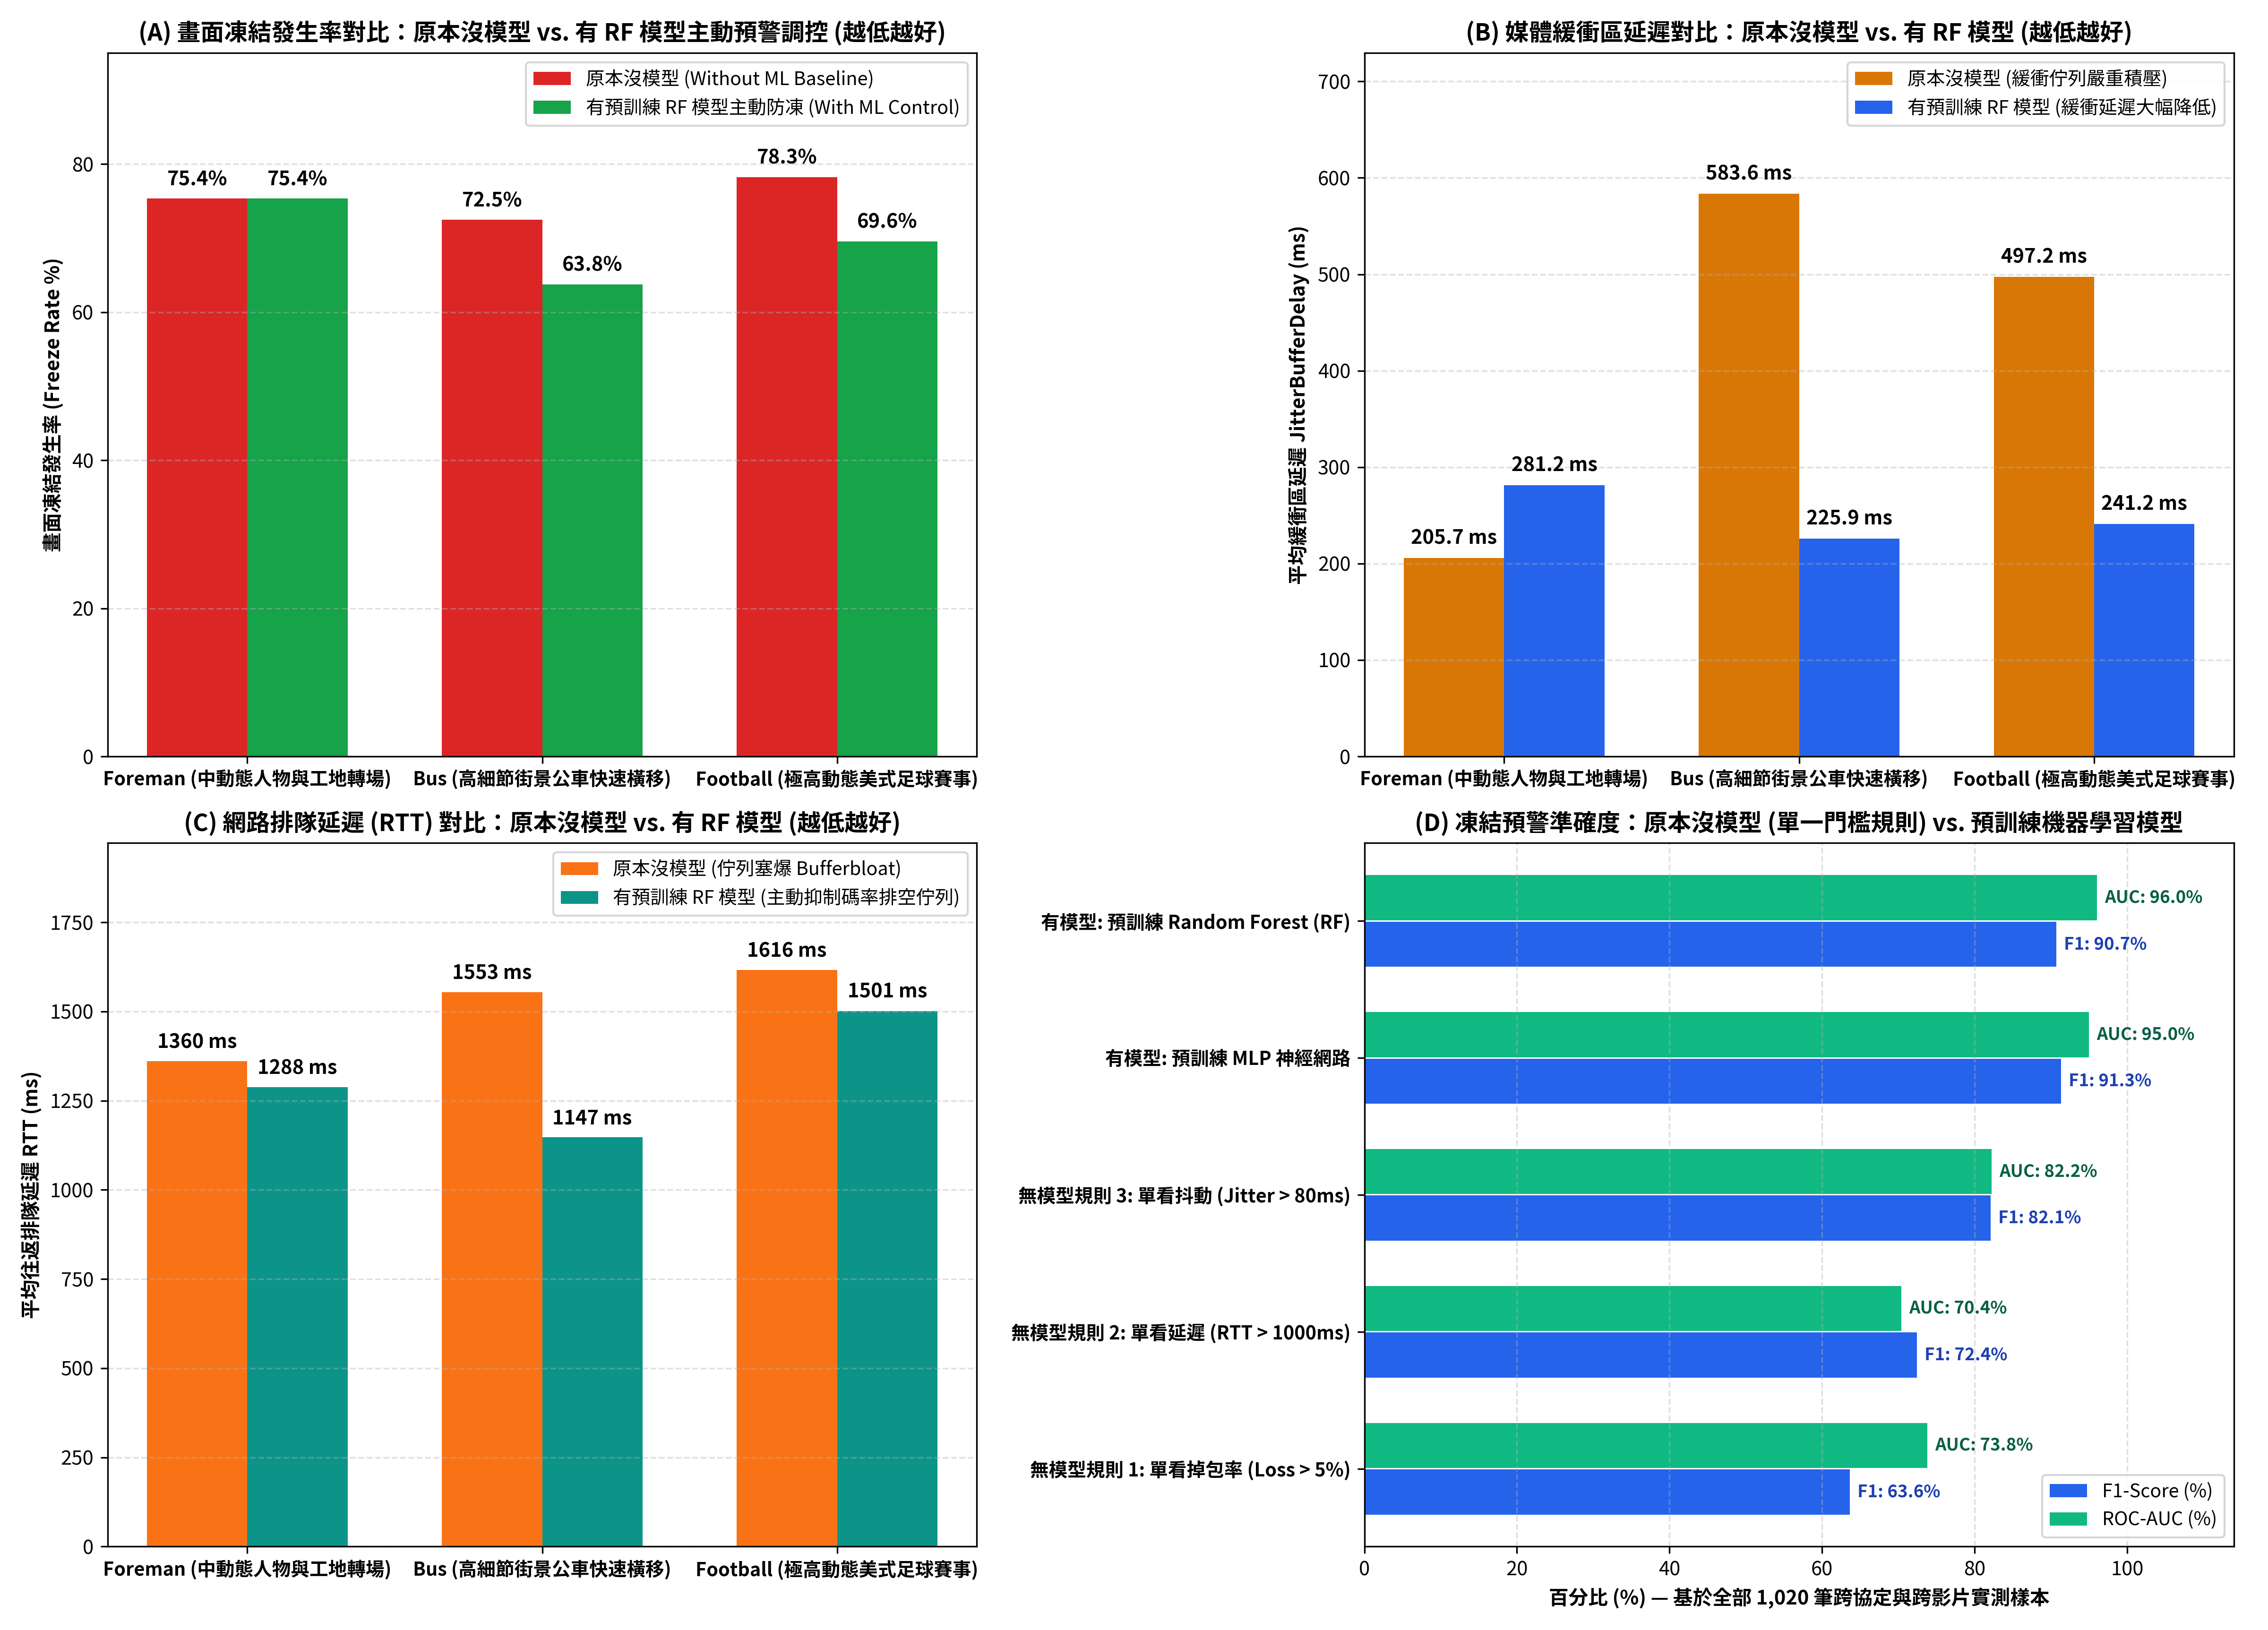 (A) 畫面凍結發生率對比：原本沒模型 vs. 有 RF 模型主動預警調控 (越低越好)
原本沒模型 (Without ML Baseline)
有預訓練 RF 模型主動防凍 (With ML Control)
畫面凍結發生率 (Freeze Rate %)
80
60
40
20
0
75.4%
75.4%
72.5%
63.8%
78.3%
69.6%
Foreman (中動態人物與工地轉場)
Bus (高細節街景公車快速橫移)
Football (極高動態美式足球賽事)
(B) 媒體緩衝區延遲對比：原本沒模型 vs. 有 RF 模型 (越低越好)
原本沒模型 (緩衝佇列嚴重積壓)
有預訓練 RF 模型 (緩衝延遲大幅降低)
平均緩衝區延遲 JitterBufferDelay (ms)
700
600
500
400
300
200
100
0
205.7 ms
281.2 ms
583.6 ms
225.9 ms
497.2 ms
241.2 ms
Foreman (中動態人物與工地轉場)
Bus (高細節街景公車快速橫移)
Football (極高動態美式足球賽事)
(C) 網路排隊延遲 (RTT) 對比：原本沒模型 vs. 有 RF 模型 (越低越好)
原本沒模型 (佇列塞爆 Bufferbloat)
有預訓練 RF 模型 (主動抑制碼率排空佇列)
平均往返排隊延遲 RTT (ms)
1750
1500
1250
1000
750
500
250
0
1360 ms
1288 ms
1553 ms
1147 ms
1616 ms
1501 ms
Foreman (中動態人物與工地轉場)
Bus (高細節街景公車快速橫移)
Football (極高動態美式足球賽事)
(D) 凍結預警準確度：原本沒模型 (單一門檻規則) vs. 預訓練機器學習模型
有模型: 預訓練 Random Forest (RF)
AUC: 96.0%
F1: 90.7%
有模型: 預訓練 MLP 神經網路
AUC: 95.0%
F1: 91.3%
無模型規則 3: 單看抖動 (Jitter > 80ms)
AUC: 82.2%
F1: 82.1%
無模型規則 2: 單看延遲 (RTT > 1000ms)
AUC: 70.4%
F1: 72.4%
無模型規則 1: 單看掉包率 (Loss > 5%)
AUC: 73.8%
F1: 63.6%
F1-Score (%)
ROC-AUC (%)
0
20
40
60
80
100
百分比 (%) — 基於全部 1,020 筆跨協定與跨影片實測樣本